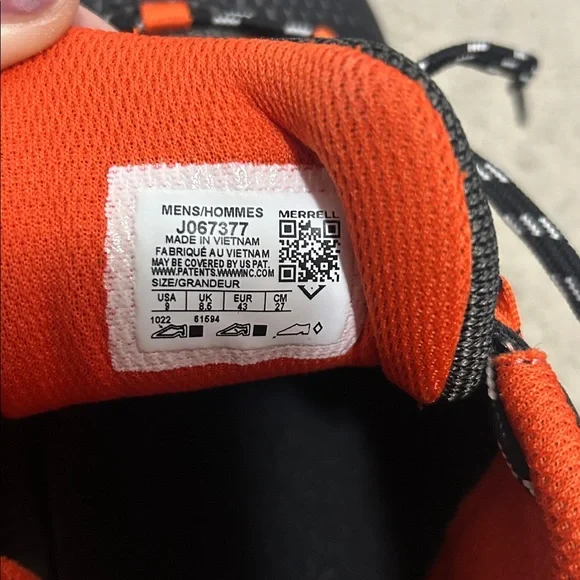 MENS/HOMMES MERRELL
J067377
MADE IN VIETNAM
FABRIQUÉ AU VIETNAM
MAY BE COVERED BY US PAT.
WWW.PATENTS.WWWINC.COM
SIZE/GRANDEUR
USA UK EUR CM
9 8.5 43 27
1022 61594